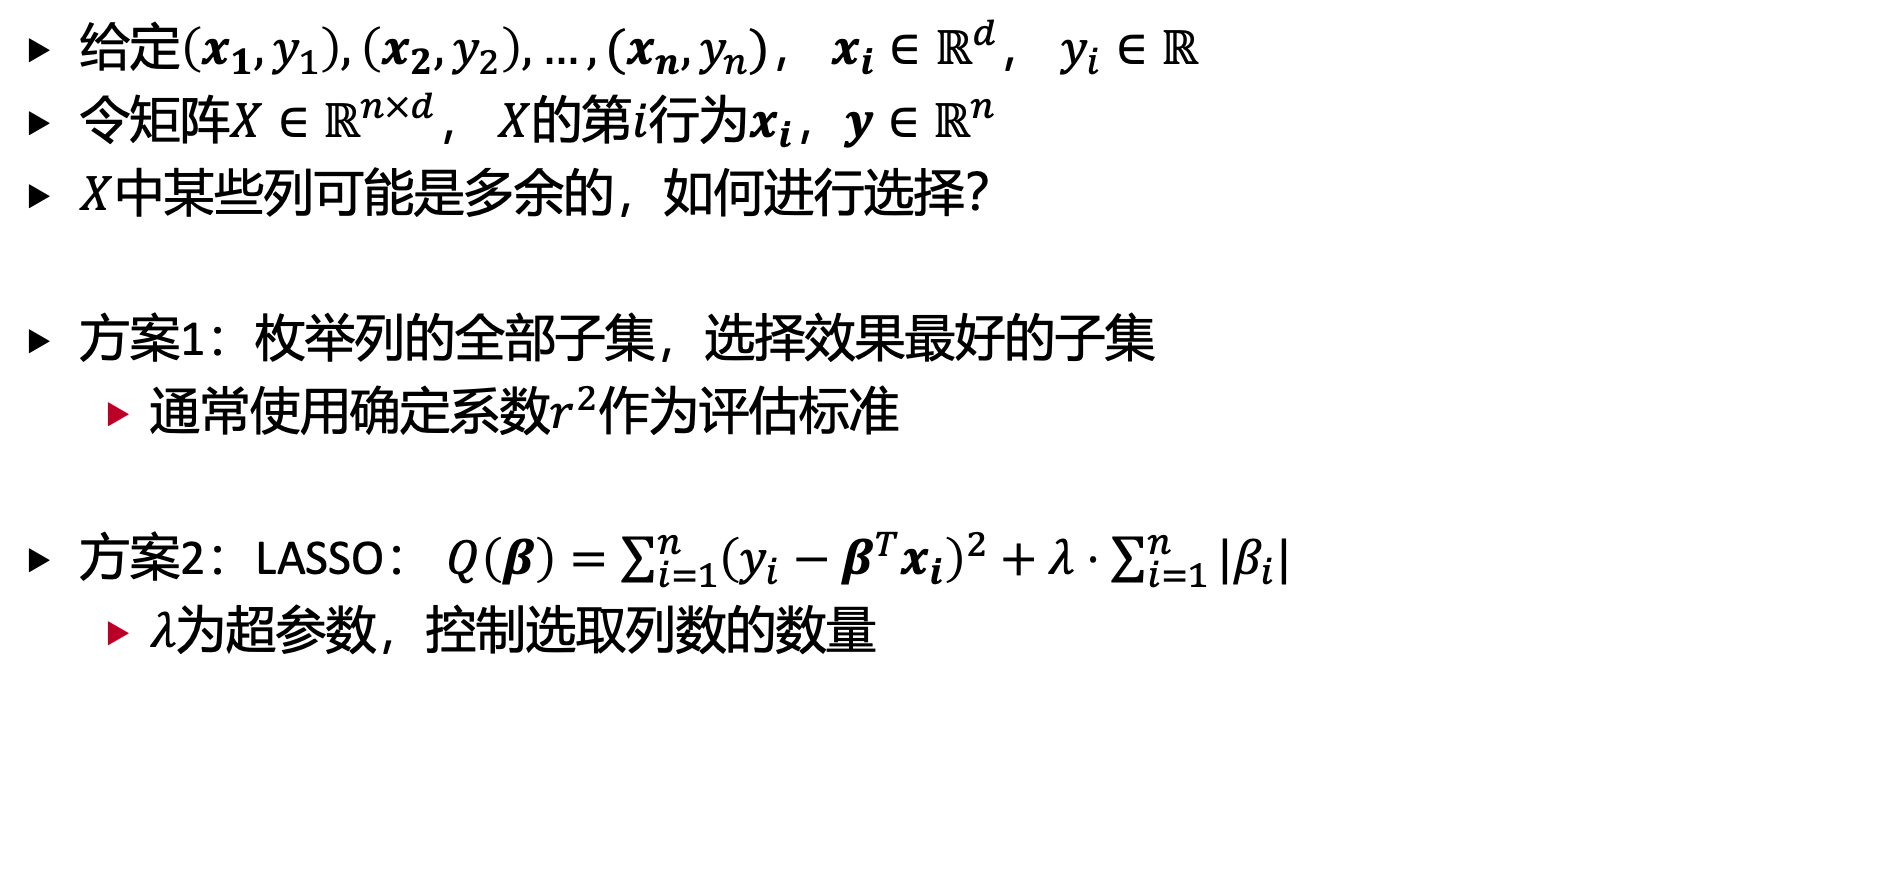 ▶ 给定(𝒙₁, y₁), (𝒙₂, y₂), … , (𝒙ₙ, yₙ)， 𝒙ᵢ ∈ ℝᵈ， yᵢ ∈ ℝ
▶ 令矩阵X ∈ ℝⁿˣᵈ， X的第i行为𝒙ᵢ，𝒚 ∈ ℝⁿ
▶ X中某些列可能是多余的，如何进行选择？
▶ 方案1：枚举列的全部子集，选择效果最好的子集
▶ 通常使用确定系数r²作为评估标准
▶ 方案2：LASSO： Q(𝜷) = ∑ᵢ₌₁ⁿ(yᵢ − 𝜷ᵀ𝒙ᵢ)² + λ · ∑ᵢ₌₁ⁿ|βᵢ|
▶ λ为超参数，控制选取列数的数量